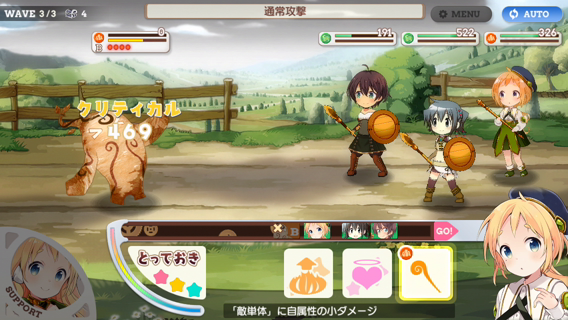 WAVE 3/3 4
通常攻撃
MENU
AUTO
0
B
191
522
326
クリティカル
469
B
GO!
とっておき
SUPPORT
「敵単体」に自属性の小ダメージ